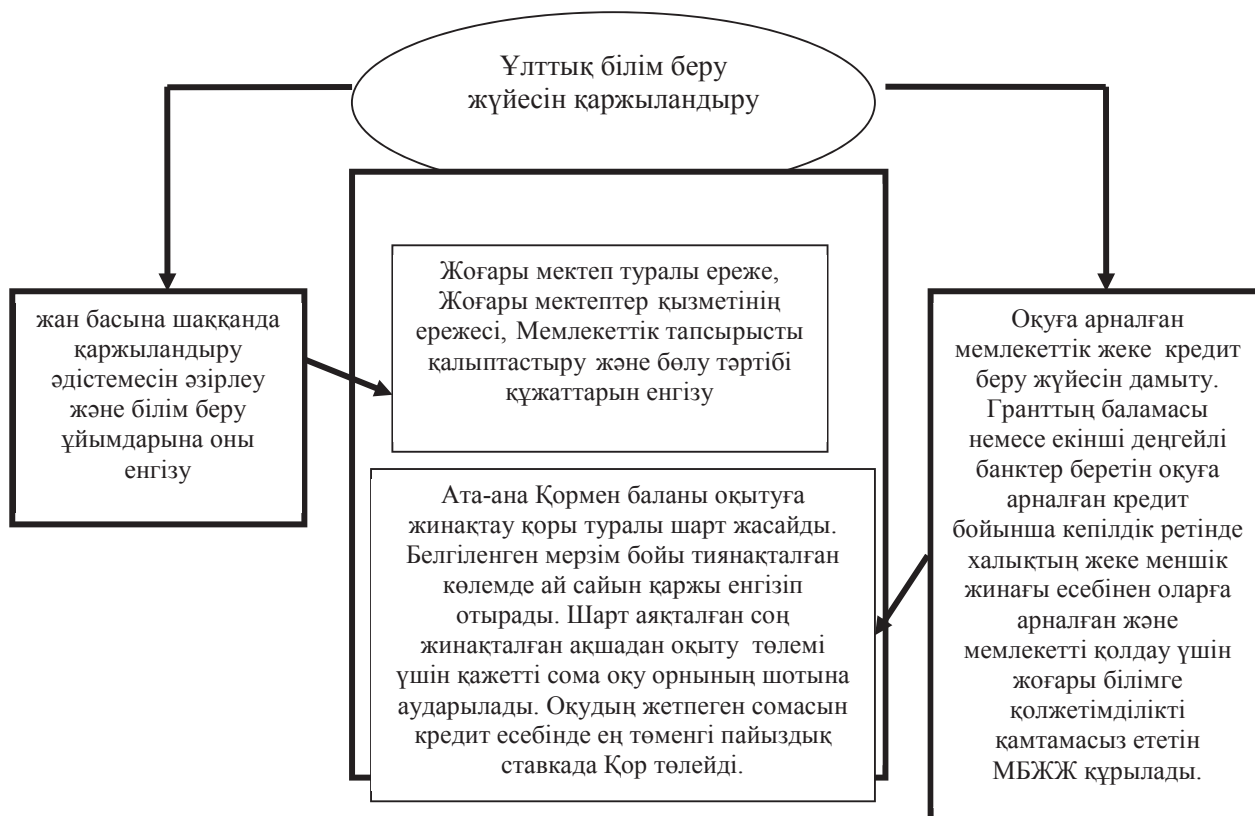 Ұлттық білім беру
жүйесін қаржыландыру
жан басына шаққанда
қаржыландыру
әдістемесін әзірлеу
және білім беру
ұйымдарына оны
енгізу
Жоғары мектеп туралы ереже,
Жоғары мектептер қызметінің
ережесі, Мемлекеттік тапсырысты
қалыптастыру және бөлу тәртібі
құжаттарын енгізу
Ата-ана Қормен баланы оқытуға
жинақтау қоры туралы шарт жасайды.
Белгіленген мерзім бойы тиянақталған
көлемде ай сайын қаржы енгізіп
отырады. Шарт аяқталған соң
жинақталған ақшадан оқыту төлемі
үшін қажетті сома оқу орнының шотына
аударылады. Оқудың жетпеген сомасын
кредит есебінде ең төменгі пайыздық
ставкада Қор төлейді.
Оқуға арналған
мемлекеттік жеке кредит
беру жүйесін дамыту.
Гранттың баламасы
немесе екінші деңгейлі
банктер беретін оқуға
арналған кредит
бойынша кепілдік ретінде
халықтың жеке меншік
жинағы есебінен оларға
арналған және
мемлекетті қолдау үшін
жоғары білімге
қолжетімділікті
қамтамасыз ететін
МБЖЖ құрылады.